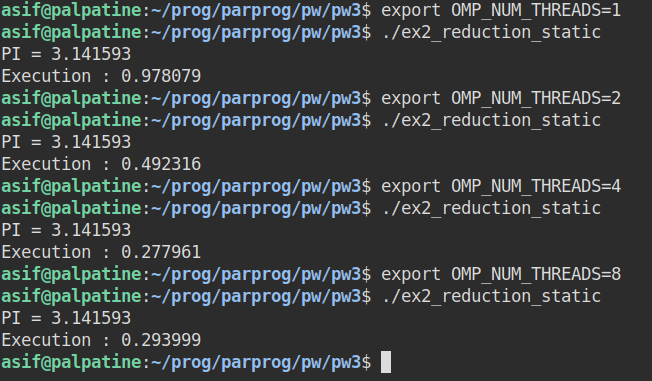 asif@palpatine:~/prog/parprog/pw/pw3$ export OMP_NUM_THREADS=1
asif@palpatine:~/prog/parprog/pw/pw3$ ./ex2_reduction_static
PI = 3.141593
Execution : 0.978079
asif@palpatine:~/prog/parprog/pw/pw3$ export OMP_NUM_THREADS=2
asif@palpatine:~/prog/parprog/pw/pw3$ ./ex2_reduction_static
PI = 3.141593
Execution : 0.492316
asif@palpatine:~/prog/parprog/pw/pw3$ export OMP_NUM_THREADS=4
asif@palpatine:~/prog/parprog/pw/pw3$ ./ex2_reduction_static
PI = 3.141593
Execution : 0.277961
asif@palpatine:~/prog/parprog/pw/pw3$ export OMP_NUM_THREADS=8
asif@palpatine:~/prog/parprog/pw/pw3$ ./ex2_reduction_static
PI = 3.141593
Execution : 0.293999
asif@palpatine:~/prog/parprog/pw/pw3$